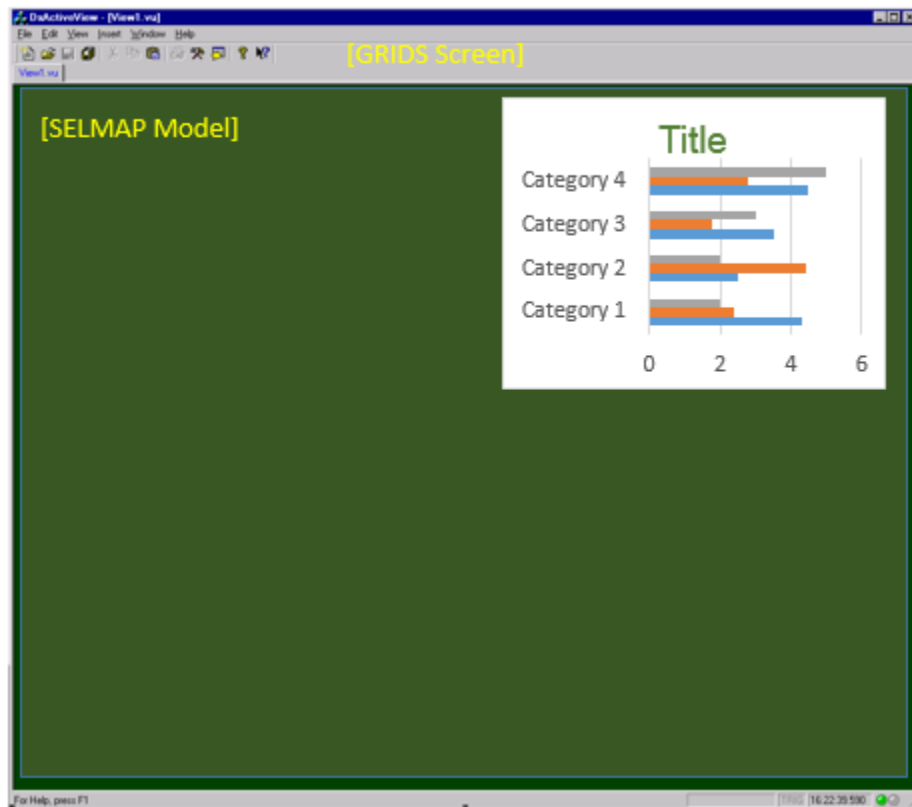 DxActiveView - [View1.vu]
File Edit View Insert Window Help
[GRIDS Screen]
View1.vu
[SELMAP Model]
Title
Category 4
Category 3
Category 2
Category 1
0 2 4 6
For Help, press F1
16:22:39.590